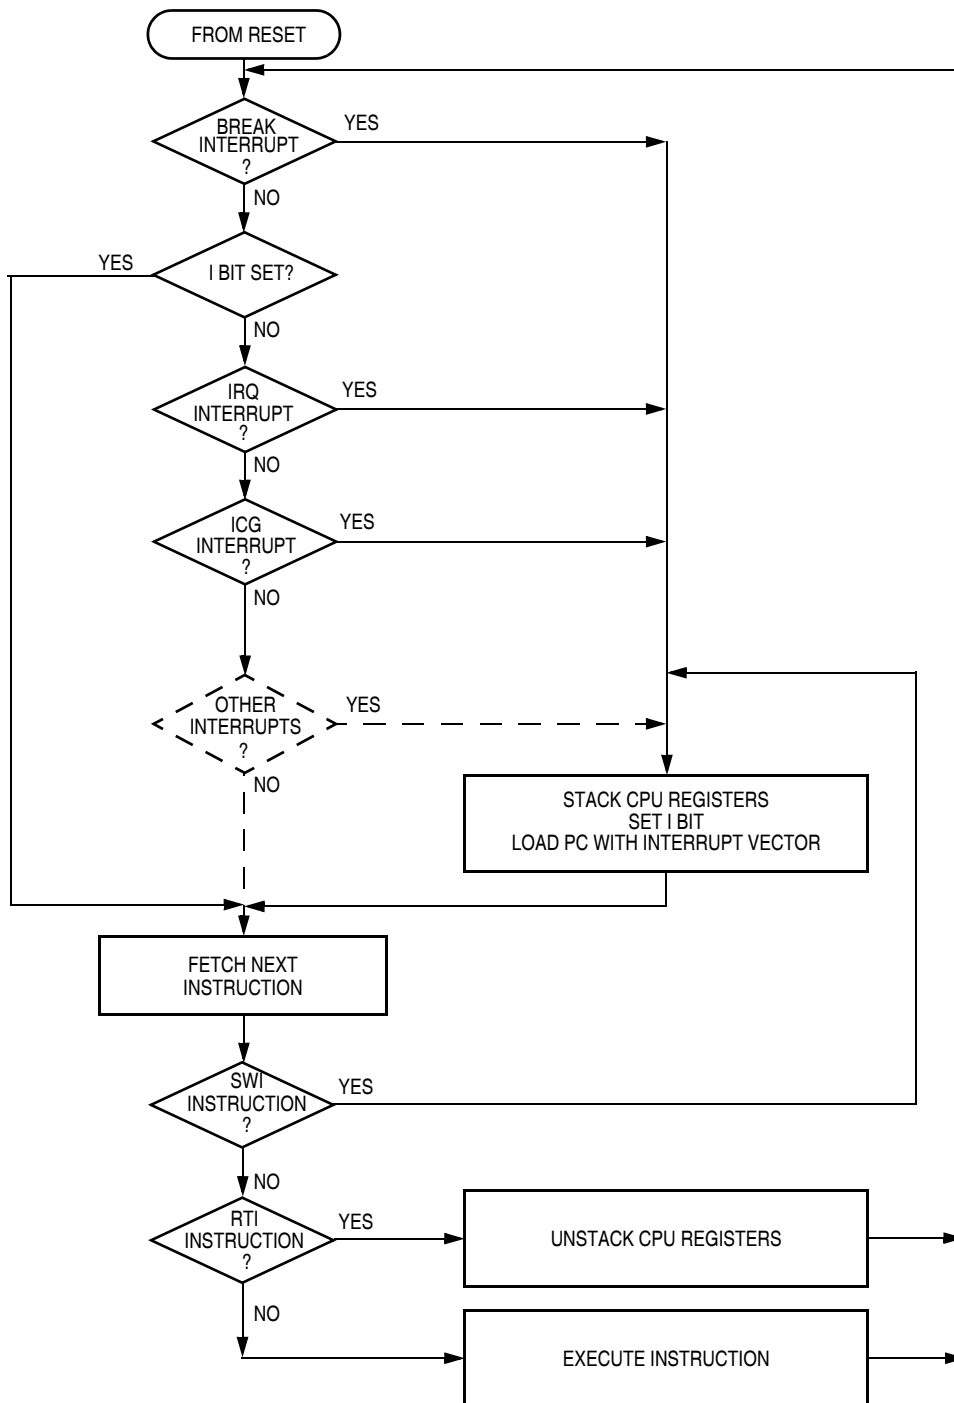 FROM RESET
BREAK
INTERRUPT
?
YES
NO
YES
I BIT SET?
NO
IRQ
INTERRUPT
?
YES
NO
ICG
INTERRUPT
?
YES
NO
OTHER
INTERRUPTS
?
YES
NO
STACK CPU REGISTERS
SET I BIT
LOAD PC WITH INTERRUPT VECTOR
FETCH NEXT
INSTRUCTION
SWI
INSTRUCTION
?
YES
NO
RTI
INSTRUCTION
?
YES
UNSTACK CPU REGISTERS
NO
EXECUTE INSTRUCTION